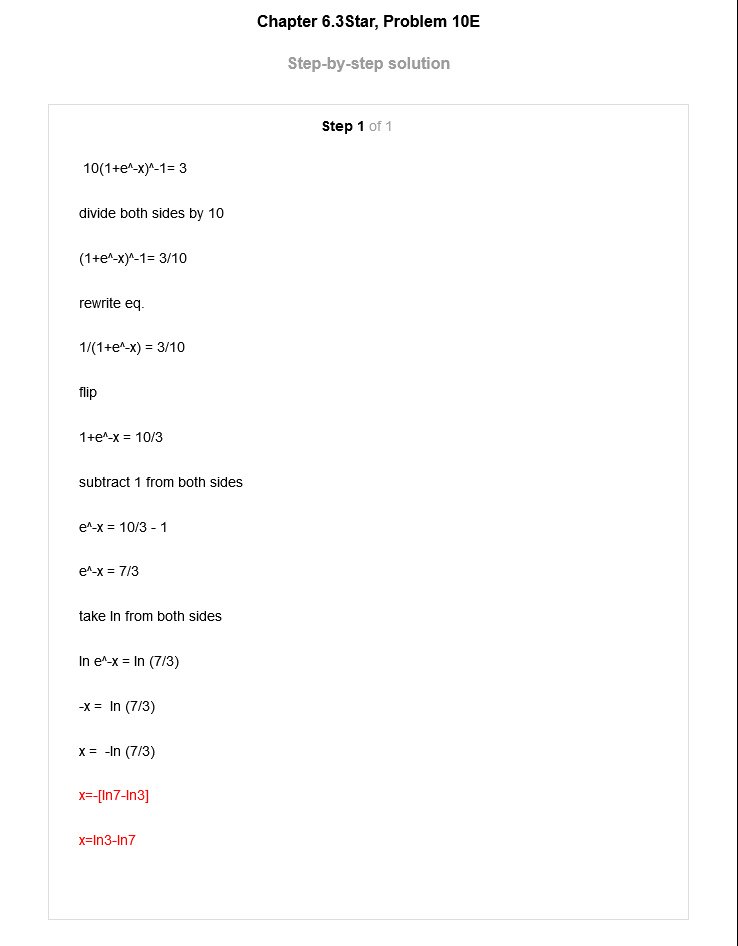 Chapter 6.3Star, Problem 10E
Step-by-step solution
Step 1 of 1
10(1+e^-x)^-1= 3
divide both sides by 10
(1+e^-x)^-1= 3/10
rewrite eq.
1/(1+e^-x) = 3/10
flip
1+e^-x = 10/3
subtract 1 from both sides
e^-x = 10/3 - 1
e^-x = 7/3
take ln from both sides
ln e^-x = ln (7/3)
-x =  ln (7/3)
x =  -ln (7/3)
x=-[ln7-ln3]
x=ln3-ln7